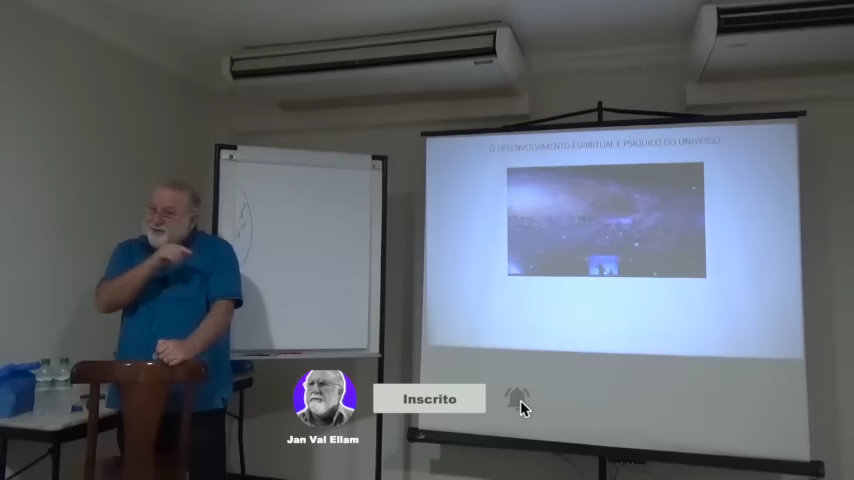 O DESENVOLVIMENTO ESPIRITUAL E PSÍQUICO DO UNIVERSO
Inscrito
Jan Val Ellam